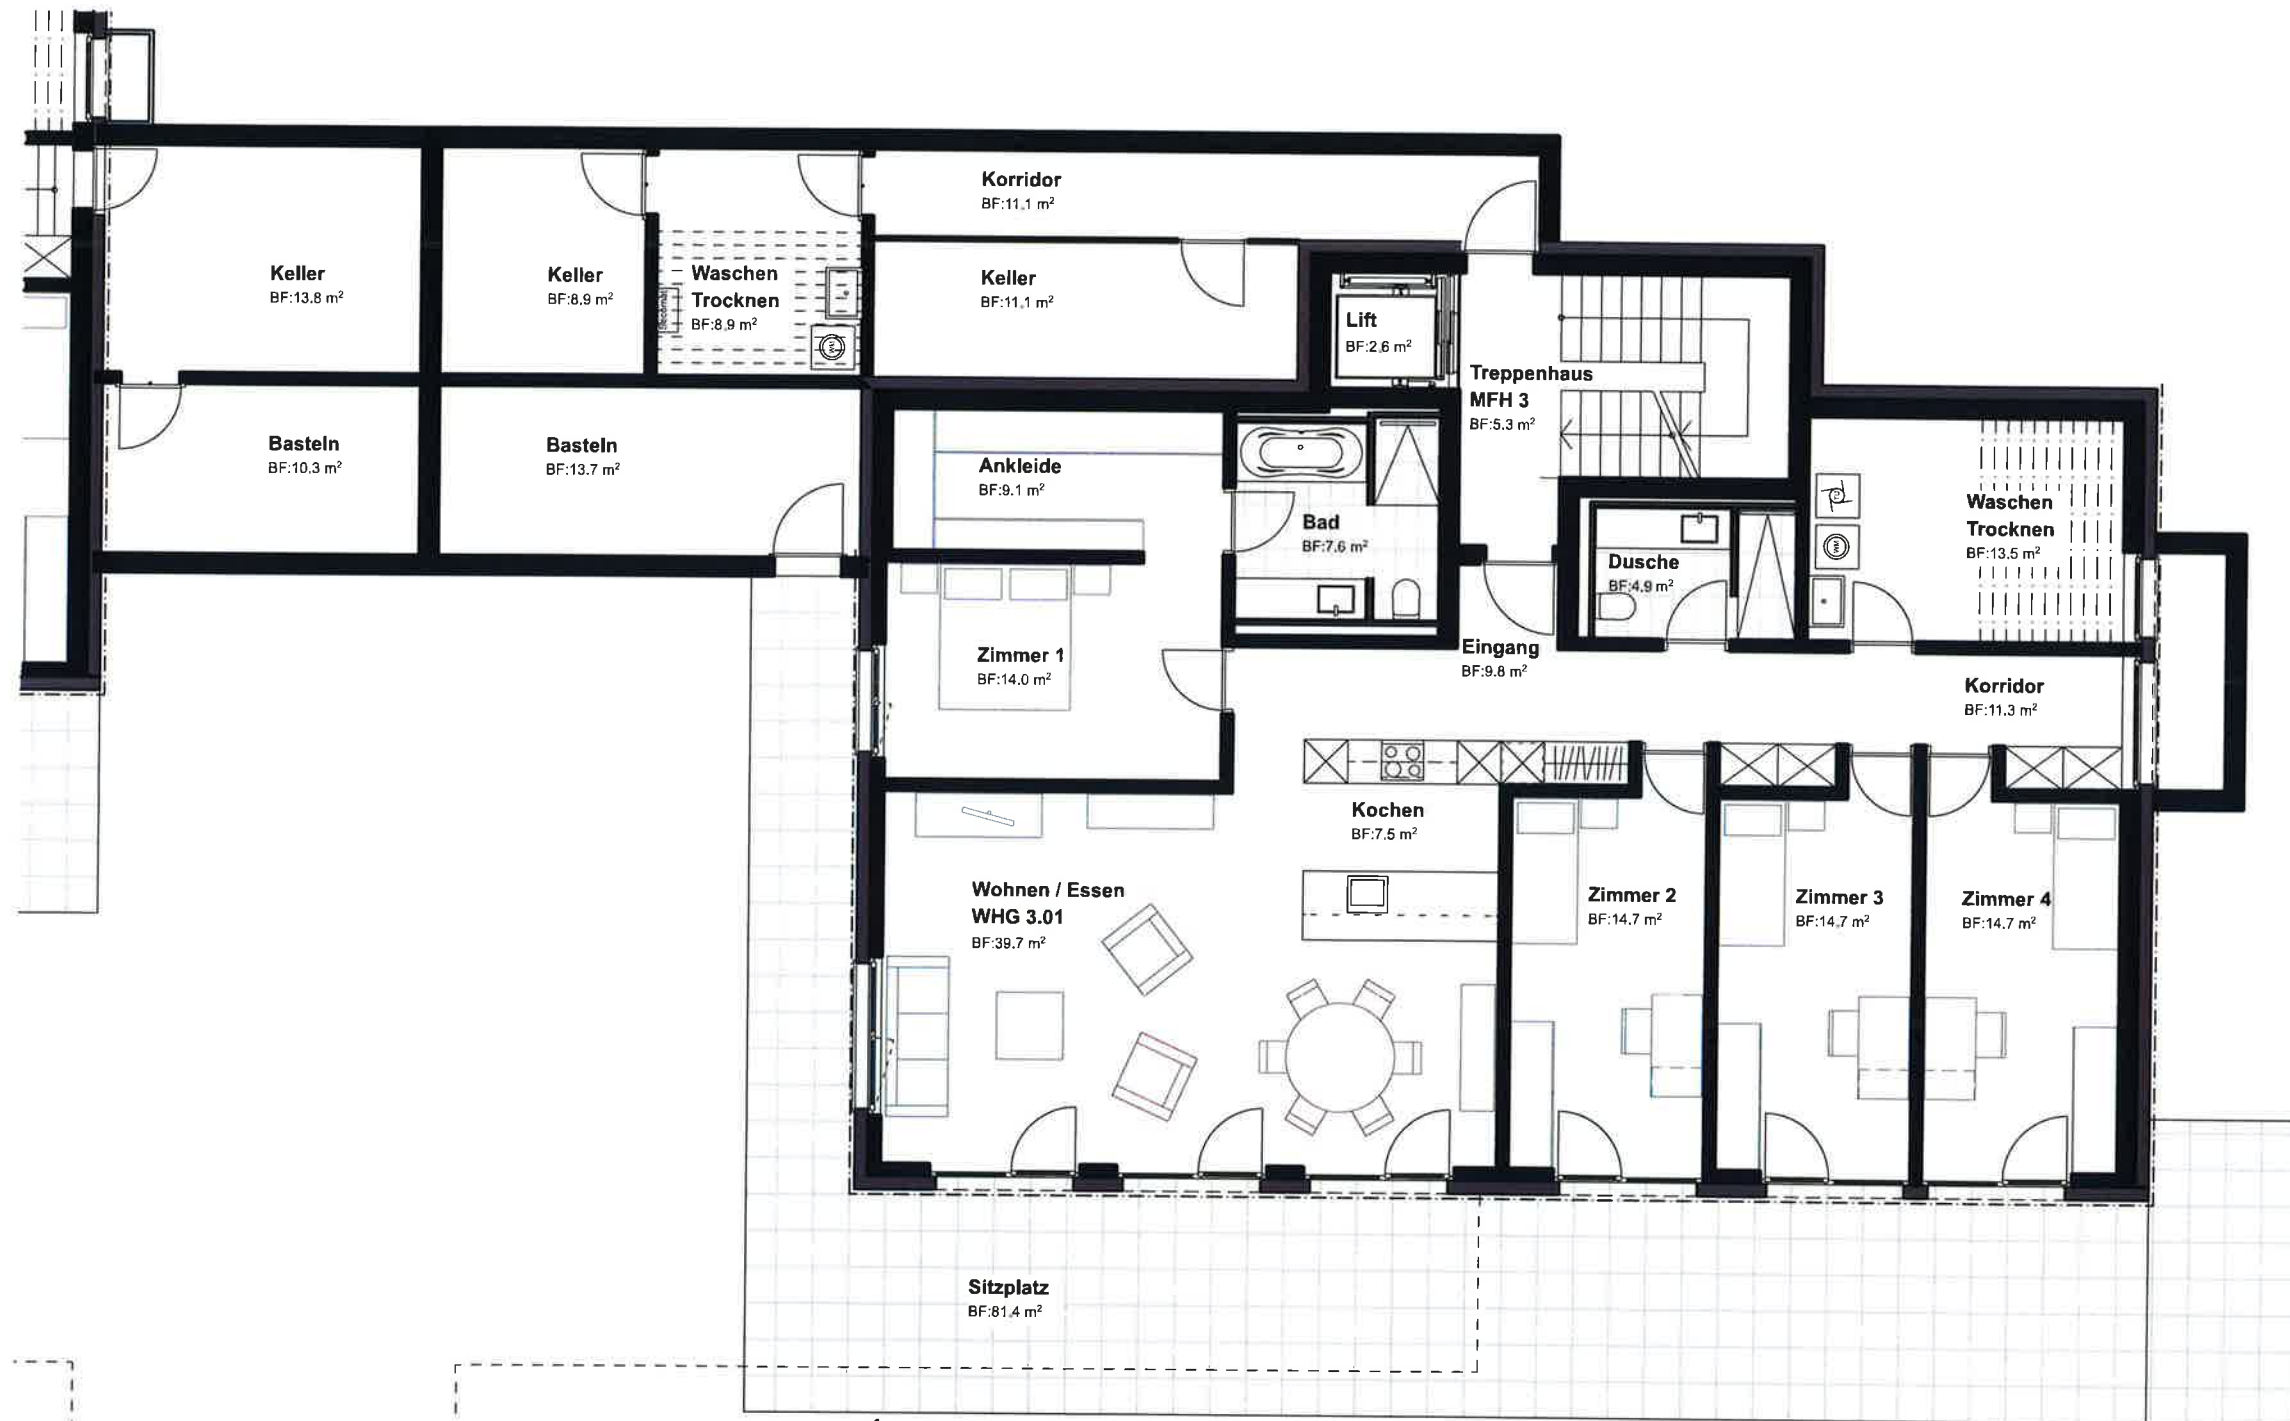 Korridor
BF:11.1 m²
Keller
BF:13.8 m²
Keller
BF:8.9 m²
Waschen
Trocknen
BF:8.9 m²
Secomat
WM
Keller
BF:11.1 m²
Lift
BF:2.6 m²
Treppenhaus
MFH 3
BF:5.3 m²
Basteln
BF:10.3 m²
Basteln
BF:13.7 m²
Ankleide
BF:9.1 m²
Bad
BF:7.6 m²
Dusche
BF:4.9 m²
TU
WM
Waschen
Trocknen
BF:13.5 m²
Zimmer 1
BF:14.0 m²
Eingang
BF:9.8 m²
Korridor
BF:11.3 m²
Kochen
BF:7.5 m²
Wohnen / Essen
WHG 3.01
BF:39.7 m²
Zimmer 2
BF:14.7 m²
Zimmer 3
BF:14.7 m²
Zimmer 4
BF:14.7 m²
Sitzplatz
BF:81.4 m²